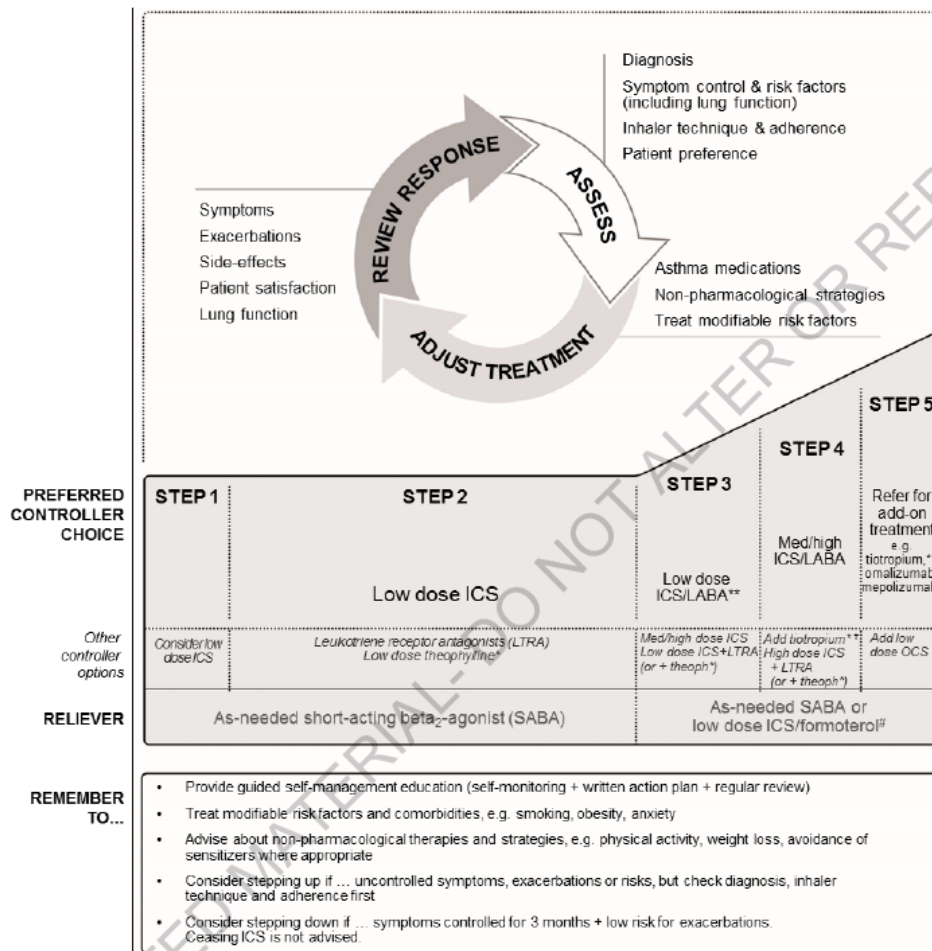 Diagnosis
Symptom control & risk factors
(including lung function)
Inhaler technique & adherence
Patient preference
REVIEW RESPONSE
ASSESS
ADJUST TREATMENT
Symptoms
Exacerbations
Side-effects
Patient satisfaction
Lung function
Asthma medications
Non-pharmacological strategies
Treat modifiable risk factors
PREFERRED
CONTROLLER
CHOICE
STEP 1
STEP 2
Low dose ICS
STEP 3
Low dose
ICS/LABA**
STEP 4
Med/high
ICS/LABA
STEP 5
Refer for
add-on
treatment
e.g.
tiotropium,*
omalizumab
mepolizumab
Other
controller
options
Consider low
dose ICS
Leukotriene receptor antagonists (LTRA)
Low dose theophylline*
Med/high dose ICS
Low dose ICS+LTRA
(or + theoph*)
Add tiotropium**
High dose ICS
+ LTRA
(or + theoph*)
Add low
dose OCS
RELIEVER
As-needed short-acting beta₂-agonist (SABA)
As-needed SABA or
low dose ICS/formoterol#
REMEMBER
TO...
• Provide guided self-management education (self-monitoring + written action plan + regular review)
• Treat modifiable risk factors and comorbidities, e.g. smoking, obesity, anxiety
• Advise about non-pharmacological therapies and strategies, e.g. physical activity, weight loss, avoidance of
sensitizers where appropriate
• Consider stepping up if ... uncontrolled symptoms, exacerbations or risks, but check diagnosis, inhaler
technique and adherence first
• Consider stepping down if ... symptoms controlled for 3 months + low risk for exacerbations.
Ceasing ICS is not advised.
MATERIAL- DO NOT ALTER OR